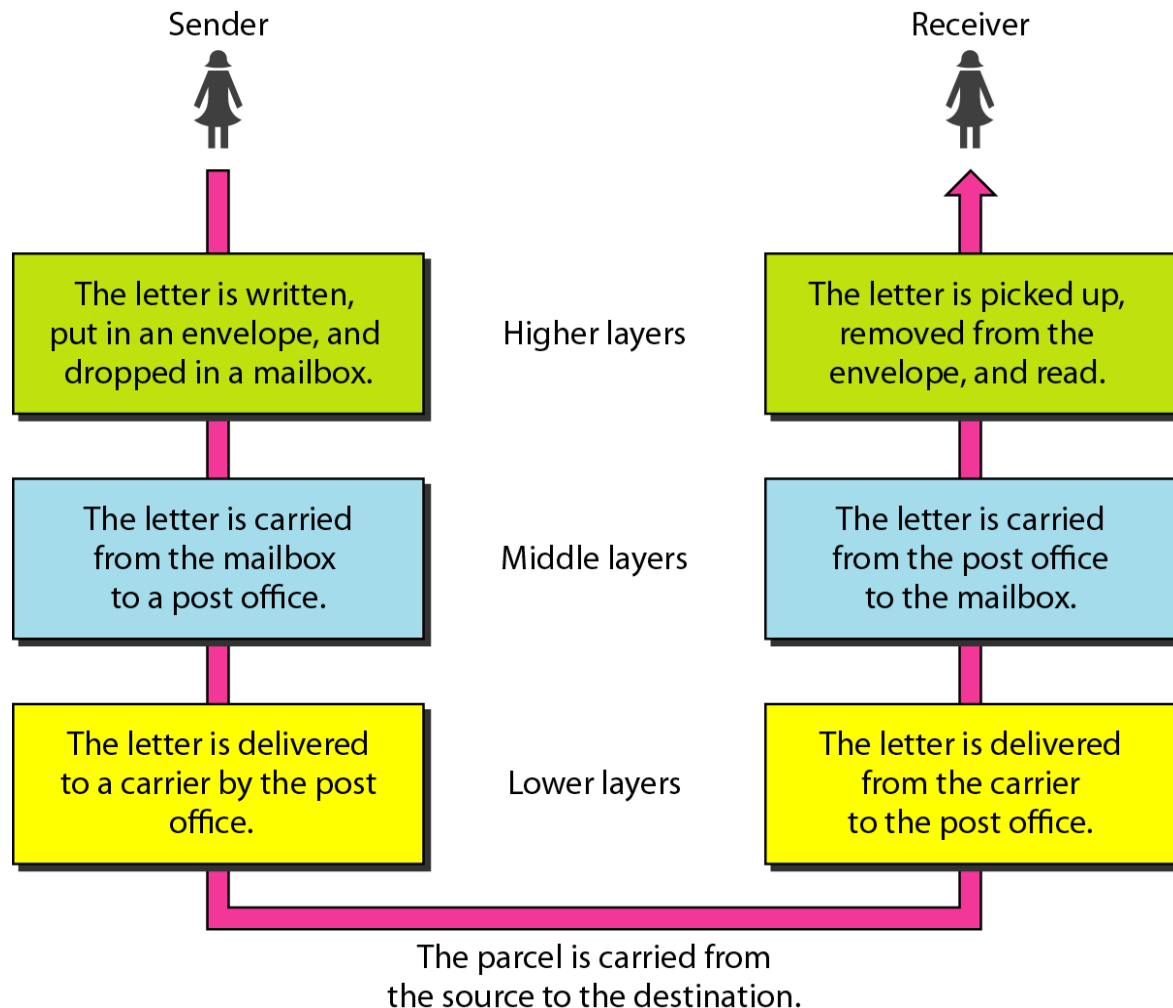 Sender
Receiver
The letter is written,
put in an envelope, and
dropped in a mailbox.
Higher layers
The letter is picked up,
removed from the
envelope, and read.
The letter is carried
from the mailbox
to a post office.
Middle layers
The letter is carried
from the post office
to the mailbox.
The letter is delivered
to a carrier by the post
office.
Lower layers
The letter is delivered
from the carrier
to the post office.
The parcel is carried from
the source to the destination.